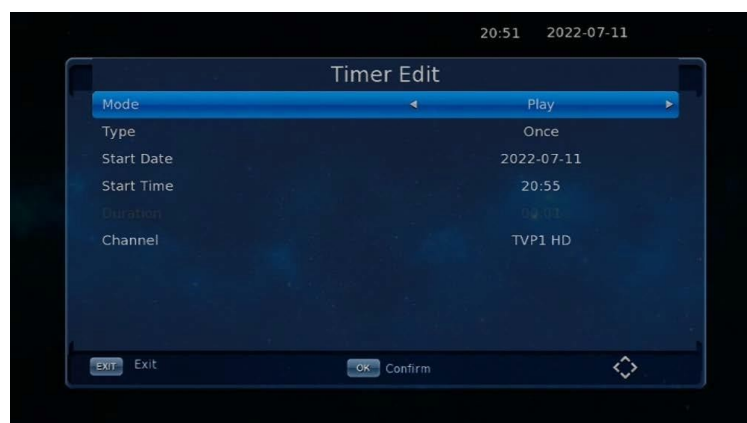 20:51 2022-07-11
Timer Edit
Mode Play
Type Once
Start Date 2022-07-11
Start Time 20:55
Duration
Channel TVP1 HD
EXIT Exit OK Confirm